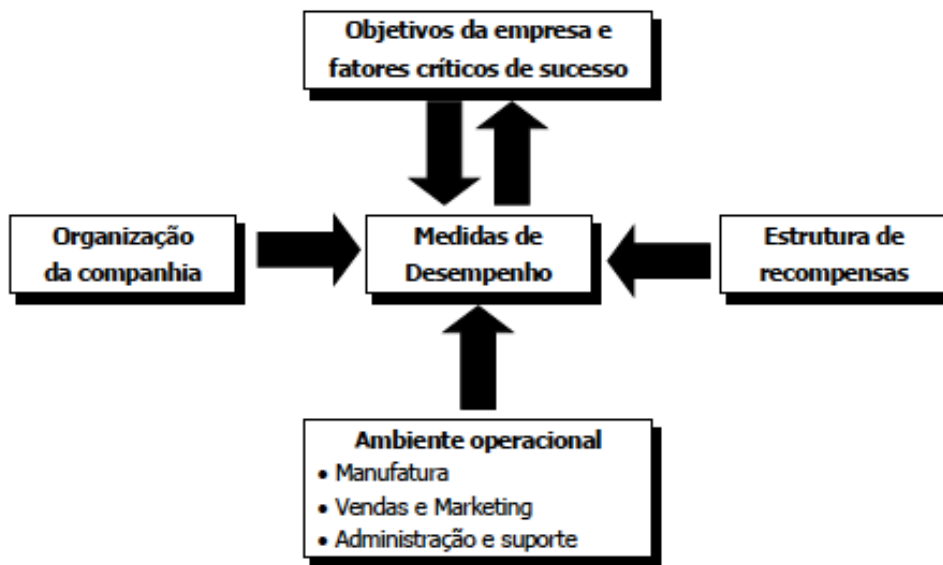 Objetivos da empresa e
fatores críticos de sucesso
Organização
da companhia
Medidas de
Desempenho
Estrutura de
recompensas
Ambiente operacional
• Manufatura
• Vendas e Marketing
• Administração e suporte